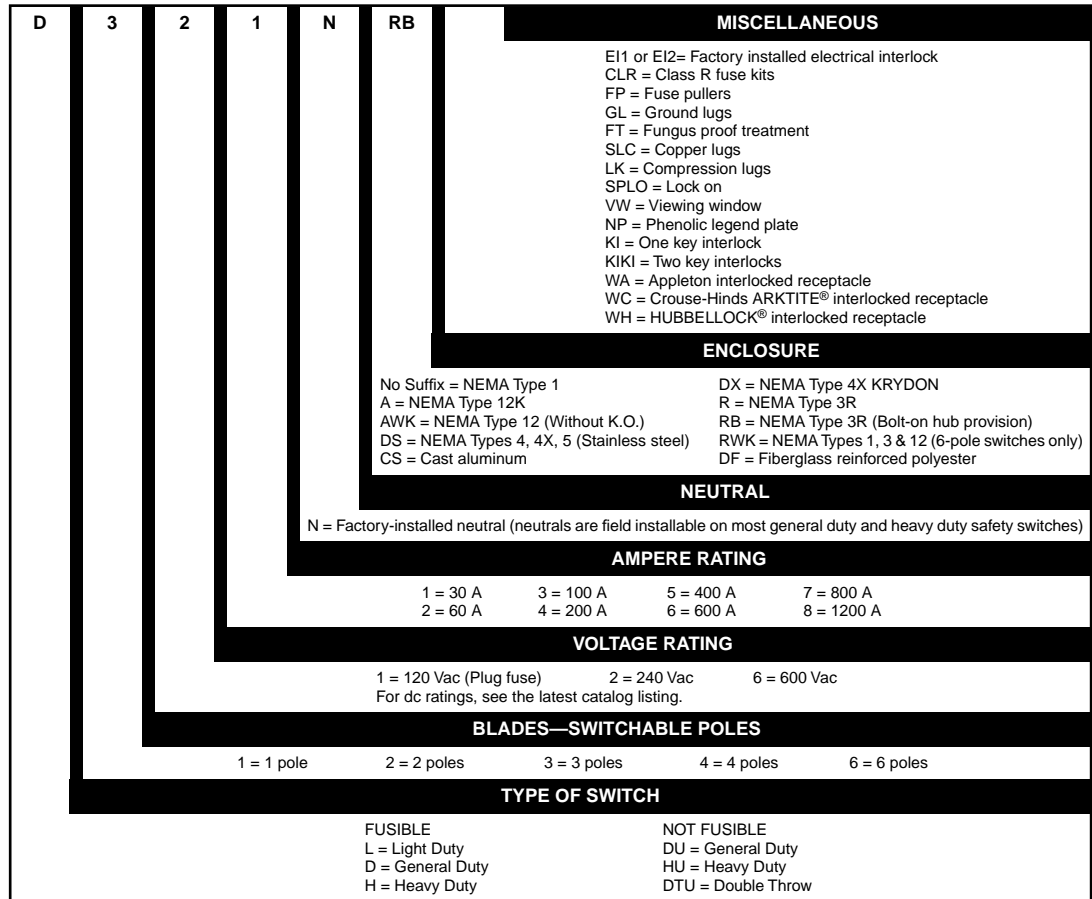 D 3 2 1 N RB
MISCELLANEOUS
EI1 or EI2= Factory installed electrical interlock
CLR = Class R fuse kits
FP = Fuse pullers
GL = Ground lugs
FT = Fungus proof treatment
SLC = Copper lugs
LK = Compression lugs
SPLO = Lock on
VW = Viewing window
NP = Phenolic legend plate
KI = One key interlock
KIKI = Two key interlocks
WA = Appleton interlocked receptacle
WC = Crouse-Hinds ARKTITE® interlocked receptacle
WH = HUBBELLOCK® interlocked receptacle
ENCLOSURE
No Suffix = NEMA Type 1 DX = NEMA Type 4X KRYDON
A = NEMA Type 12K R = NEMA Type 3R
AWK = NEMA Type 12 (Without K.O.) RB = NEMA Type 3R (Bolt-on hub provision)
DS = NEMA Types 4, 4X, 5 (Stainless steel) RWK = NEMA Types 1, 3 & 12 (6-pole switches only)
CS = Cast aluminum DF = Fiberglass reinforced polyester
NEUTRAL
N = Factory-installed neutral (neutrals are field installable on most general duty and heavy duty safety switches)
AMPERE RATING
1 = 30 A 3 = 100 A 5 = 400 A 7 = 800 A
2 = 60 A 4 = 200 A 6 = 600 A 8 = 1200 A
VOLTAGE RATING
1 = 120 Vac (Plug fuse) 2 = 240 Vac 6 = 600 Vac
For dc ratings, see the latest catalog listing.
BLADES—SWITCHABLE POLES
1 = 1 pole 2 = 2 poles 3 = 3 poles 4 = 4 poles 6 = 6 poles
TYPE OF SWITCH
FUSIBLE NOT FUSIBLE
L = Light Duty DU = General Duty
D = General Duty HU = Heavy Duty
H = Heavy Duty DTU = Double Throw